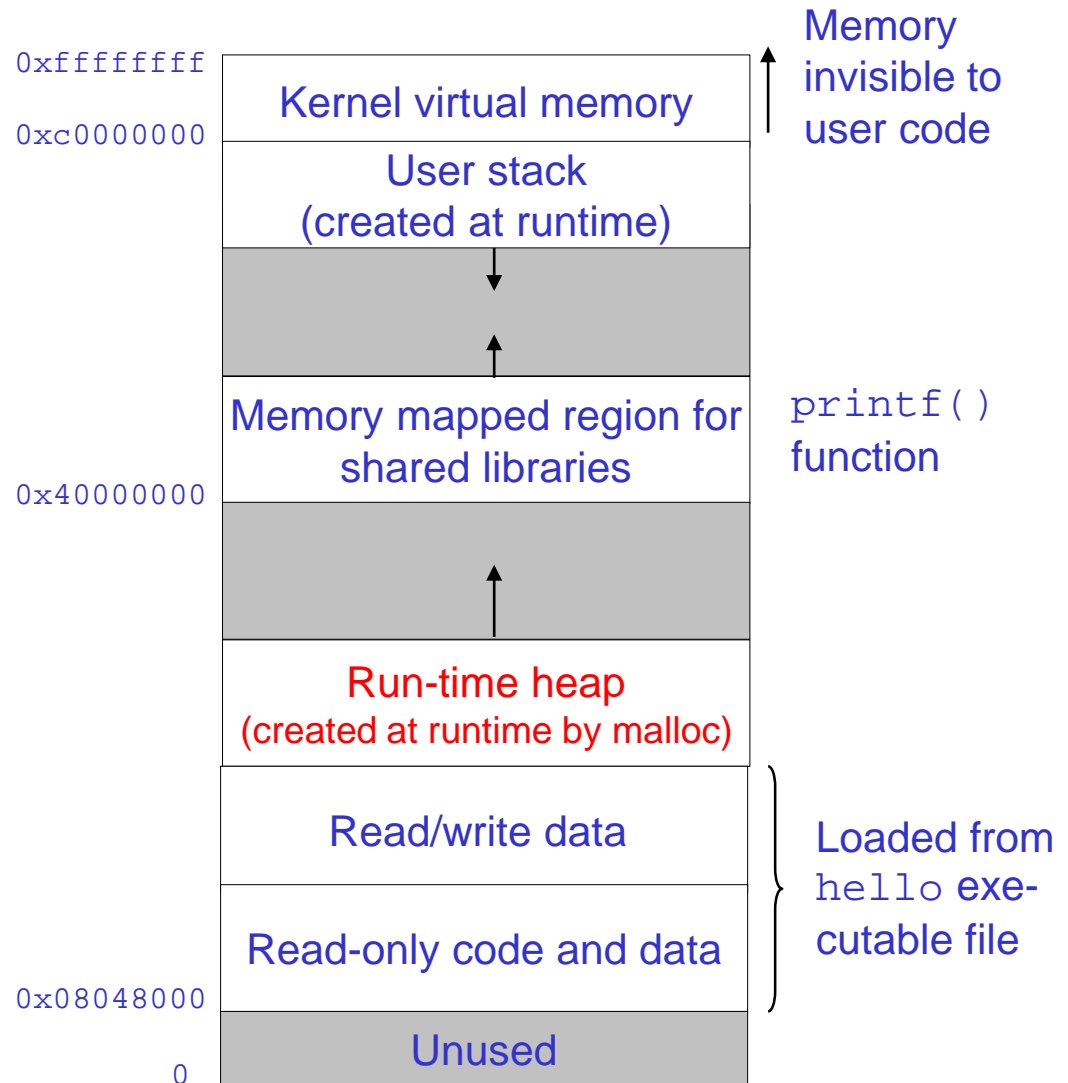 Memory
invisible to
user code
0xffffffff
Kernel virtual memory
0xc0000000
User stack
(created at runtime)
Memory mapped region for
shared libraries
printf()
function
0x40000000
Run-time heap
(created at runtime by malloc)
Read/write data
Loaded from
hello exe-
cutable file
Read-only code and data
0x08048000
Unused
0